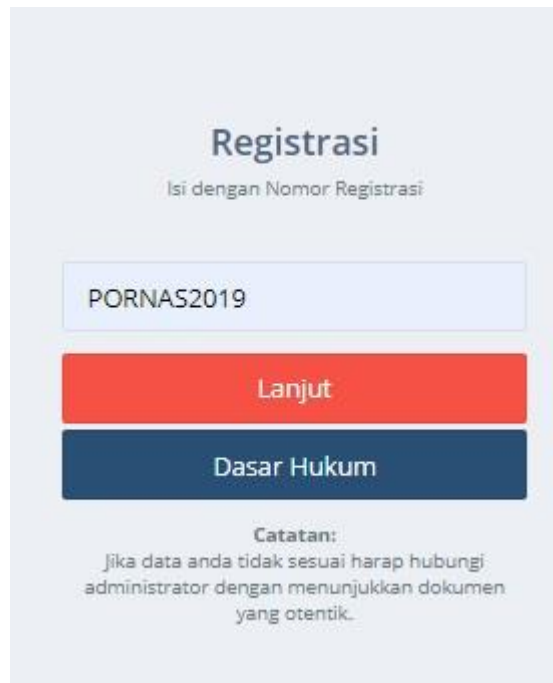 Registrasi
Isi dengan Nomor Registrasi
PORNAS2019
Lanjut
Dasar Hukum
Catatan:
Jika data anda tidak sesuai harap hubungi
administrator dengan menunjukkan dokumen
yang otentik.